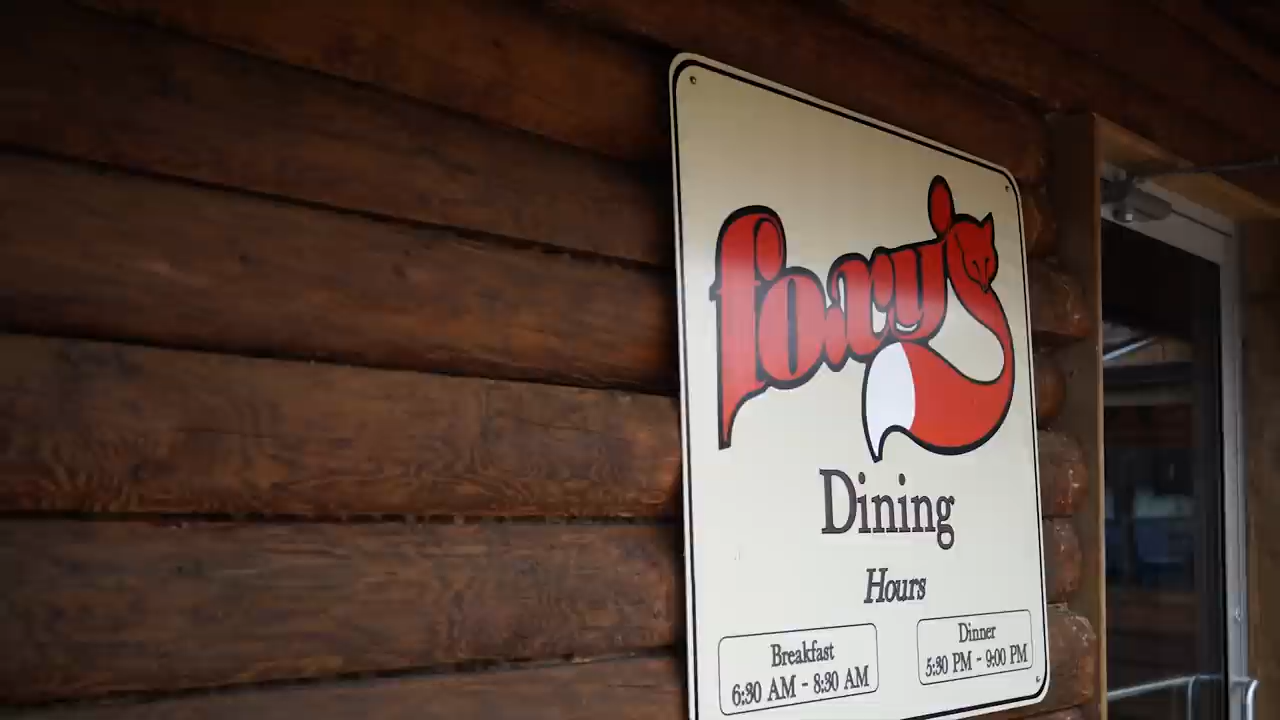 foxy's
Dining
Hours
Breakfast
6:30 AM - 8:30 AM
Dinner
5:30 PM - 9:00 PM